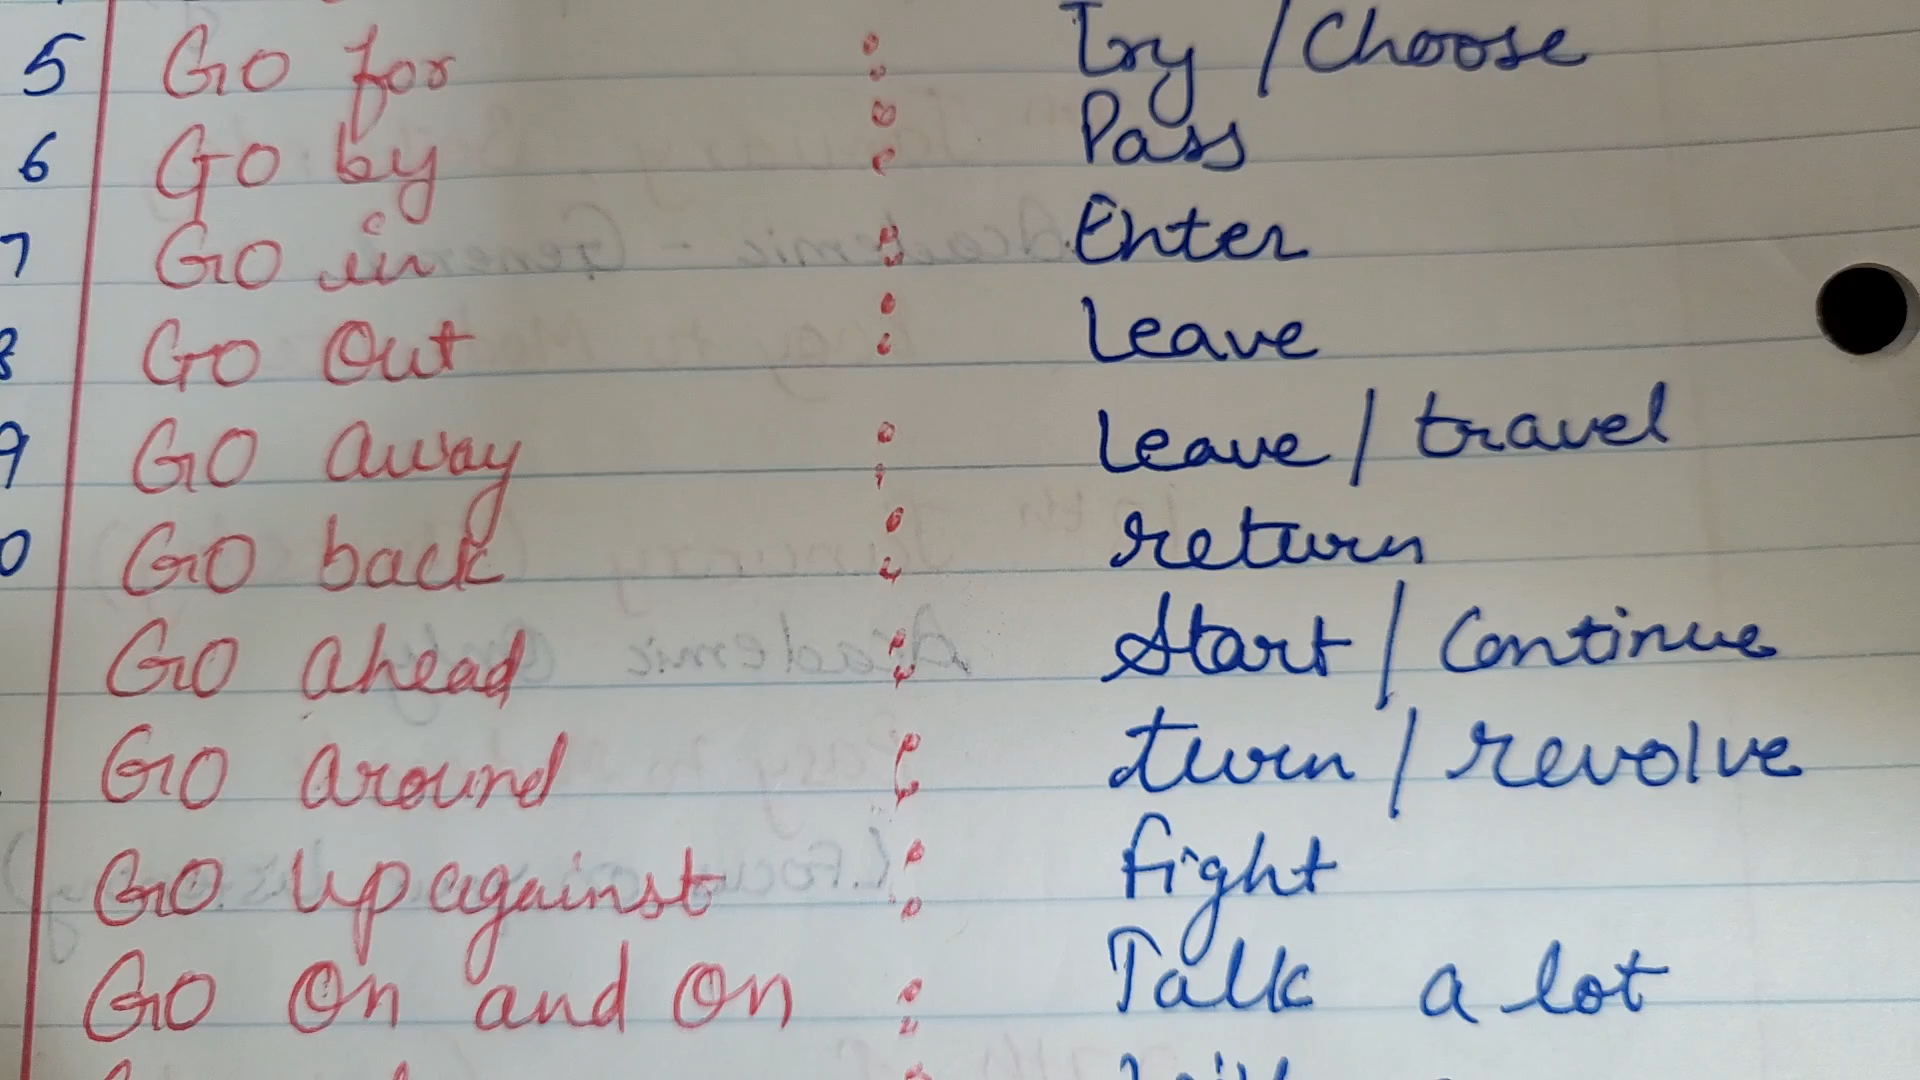 5 Go for : Try / Choose
6 Go by : Pass
7 Go in : Enter
8 Go Out : Leave
9 Go away : Leave / travel
0 Go back : return
Go ahead : Start / Continue
Go around : turn / revolve
Go up against : fight
Go On and On : Talk a lot